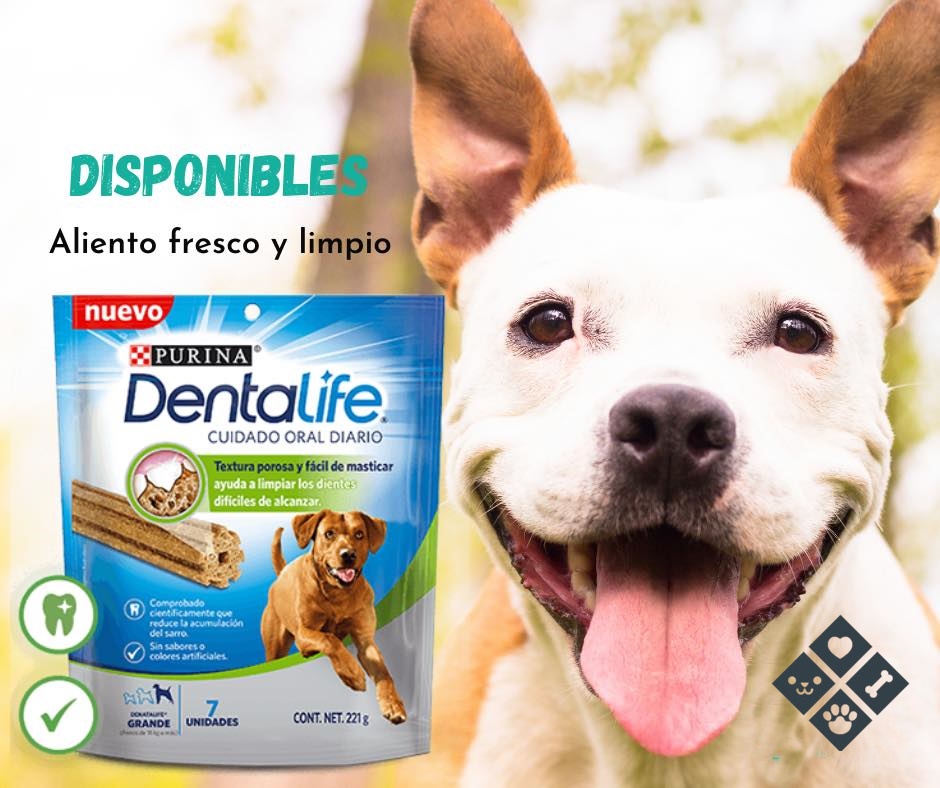 DISPONIBLES
Aliento fresco y limpio
nuevo
PURINA®
DentaLife®
CUIDADO ORAL DIARIO
Textura porosa y fácil de masticar
ayuda a limpiar los dientes
difíciles de alcanzar.
Comprobado
científicamente que
reduce la acumulación
del sarro.
Sin sabores o
colores artificiales.
GRANDE
7
UNIDADES
CONT. NET. 221 g